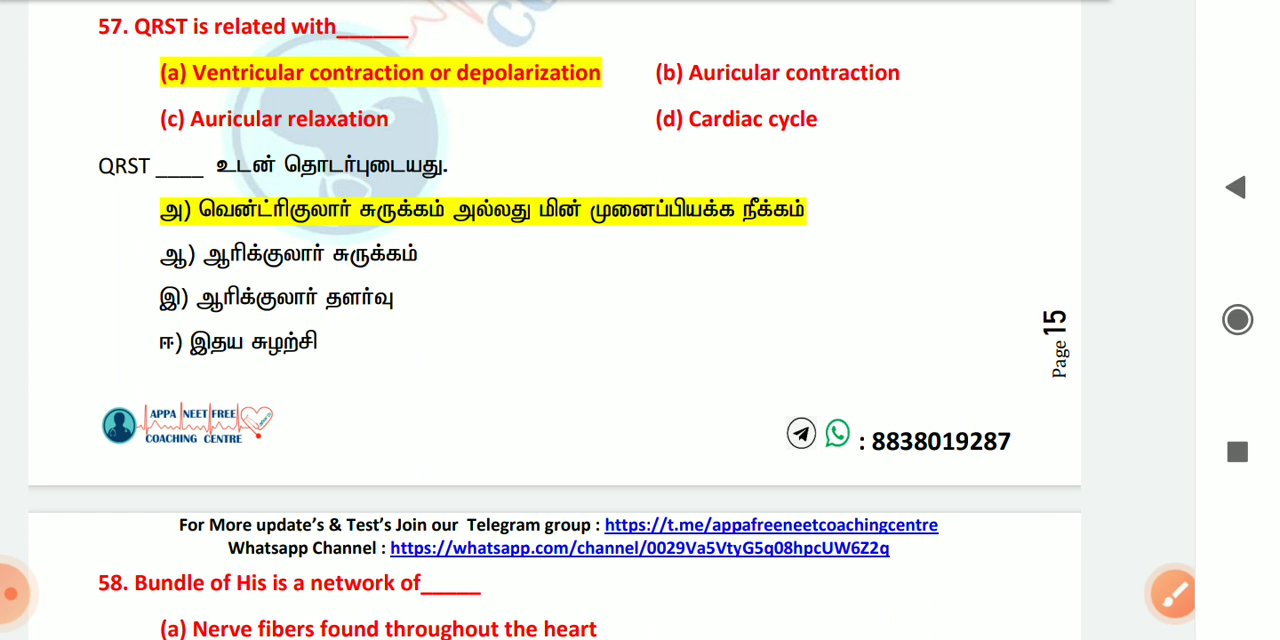 57. QRST is related with______
(a) Ventricular contraction or depolarization (b) Auricular contraction
(c) Auricular relaxation (d) Cardiac cycle
QRST ____ உடன் தொடர்புடையது.
அ) வென்ட்ரிகுலார் சுருக்கம் அல்லது மின் முனைப்பியக்க நீக்கம்
ஆ) ஆரிக்குலார் சுருக்கம்
இ) ஆரிக்குலார் தளர்வு
ஈ) இதய சுழற்சி
Page 15
APPA NEET FREE
COACHING CENTRE
: 8838019287
For More update’s & Test’s Join our Telegram group : https://t.me/appafreeneetcoachingcentre
Whatsapp Channel : https://whatsapp.com/channel/0029Va5VtyG5q08hpcUW6Z2q
58. Bundle of His is a network of_____
(a) Nerve fibers found throughout the heart